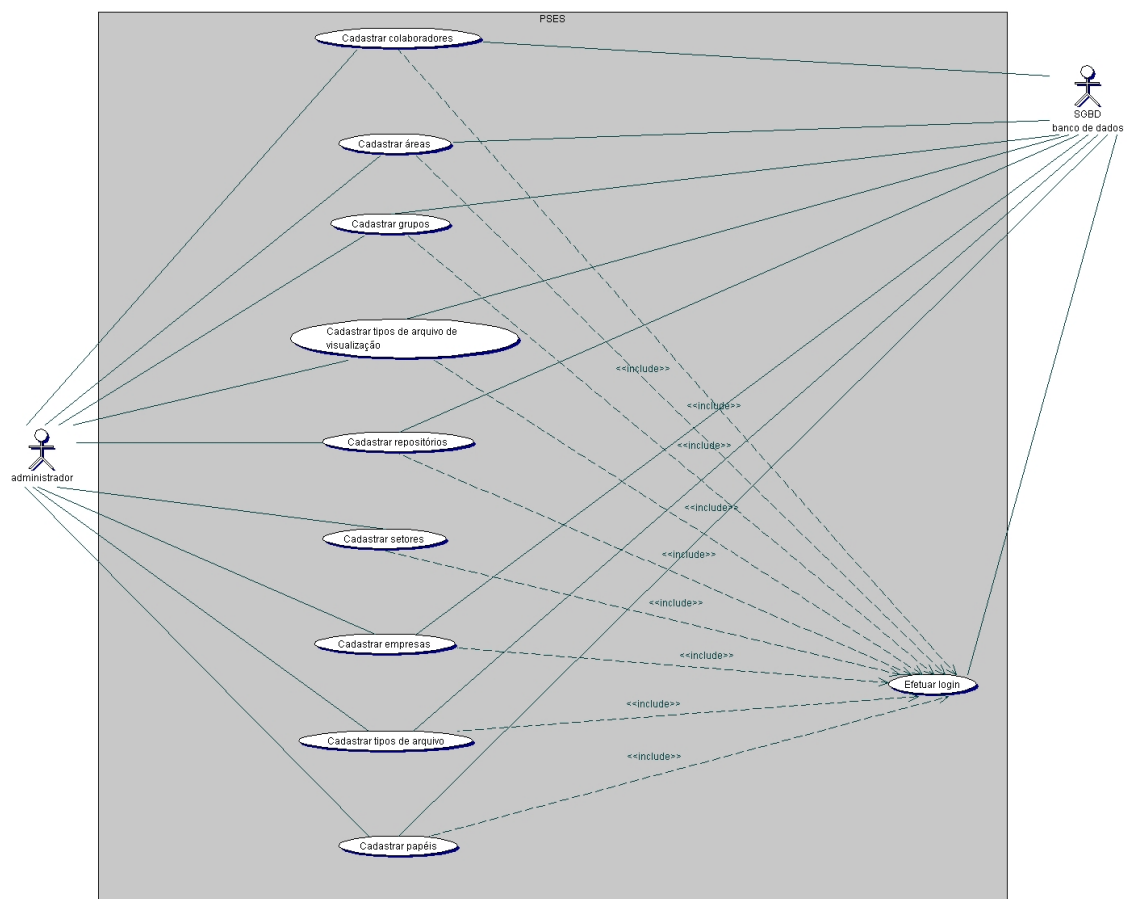 PSES
Cadastrar colaboradores
SGBD
banco de dados
Cadastrar áreas
Cadastrar grupos
Cadastrar tipos de arquivo de
visualização
<<include>>
<<include>>
<<include>>
Cadastrar repositórios
administrador
<<include>>
Cadastrar setores
<<include>>
<<include>>
Cadastrar empresas
<<include>>
Efetuar login
<<include>>
Cadastrar tipos de arquivo
<<include>>
Cadastrar papéis